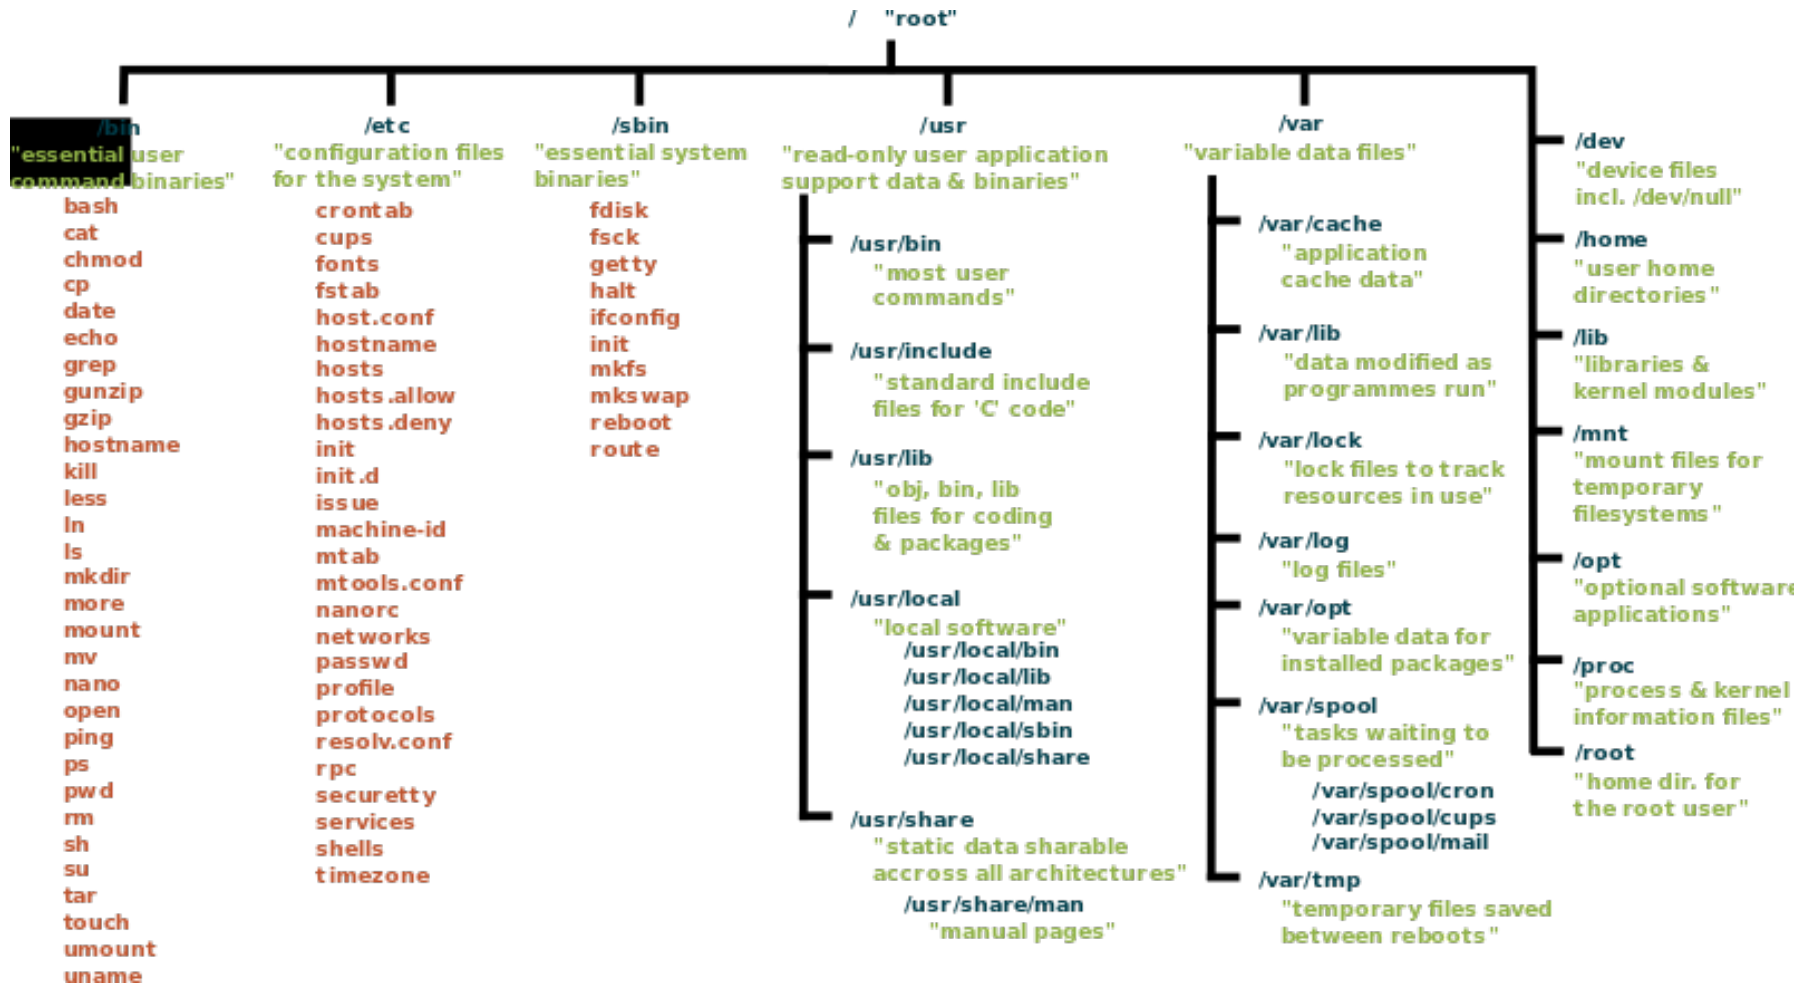 / "root"
/bin
"essential user
command binaries"
bash
cat
chmod
cp
date
echo
grep
gunzip
gzip
hostname
kill
less
ln
ls
mkdir
more
mount
mv
nano
open
ping
ps
pwd
rm
sh
su
tar
touch
umount
uname
/etc
"configuration files
for the system"
crontab
cups
fonts
fstab
host.conf
hostname
hosts
hosts.allow
hosts.deny
init
init.d
issue
machine-id
mtab
mtools.conf
nanorc
networks
passwd
profile
protocols
resolv.conf
rpc
securetty
services
shells
timezone
/sbin
"essential system
binaries"
fdisk
fsck
getty
halt
ifconfig
init
mkfs
mkswap
reboot
route
/usr
"read-only user application
support data & binaries"
/usr/bin
"most user
commands"
/usr/include
"standard include
files for 'C' code"
/usr/lib
"obj, bin, lib
files for coding
& packages"
/usr/local
"local software"
/usr/local/bin
/usr/local/lib
/usr/local/man
/usr/local/sbin
/usr/local/share
/usr/share
"static data sharable
accross all architectures"
/usr/share/man
"manual pages"
/var
"variable data files"
/var/cache
"application
cache data"
/var/lib
"data modified as
programmes run"
/var/lock
"lock files to track
resources in use"
/var/log
"log files"
/var/opt
"variable data for
installed packages"
/var/spool
"tasks waiting to
be processed"
/var/spool/cron
/var/spool/cups
/var/spool/mail
/var/tmp
"temporary files saved
between reboots"
/dev
"device files
incl. /dev/null"
/home
"user home
directories"
/lib
"libraries &
kernel modules"
/mnt
"mount files for
temporary
filesystems"
/opt
"optional software
applications"
/proc
"process & kernel
information files"
/root
"home dir. for
the root user"